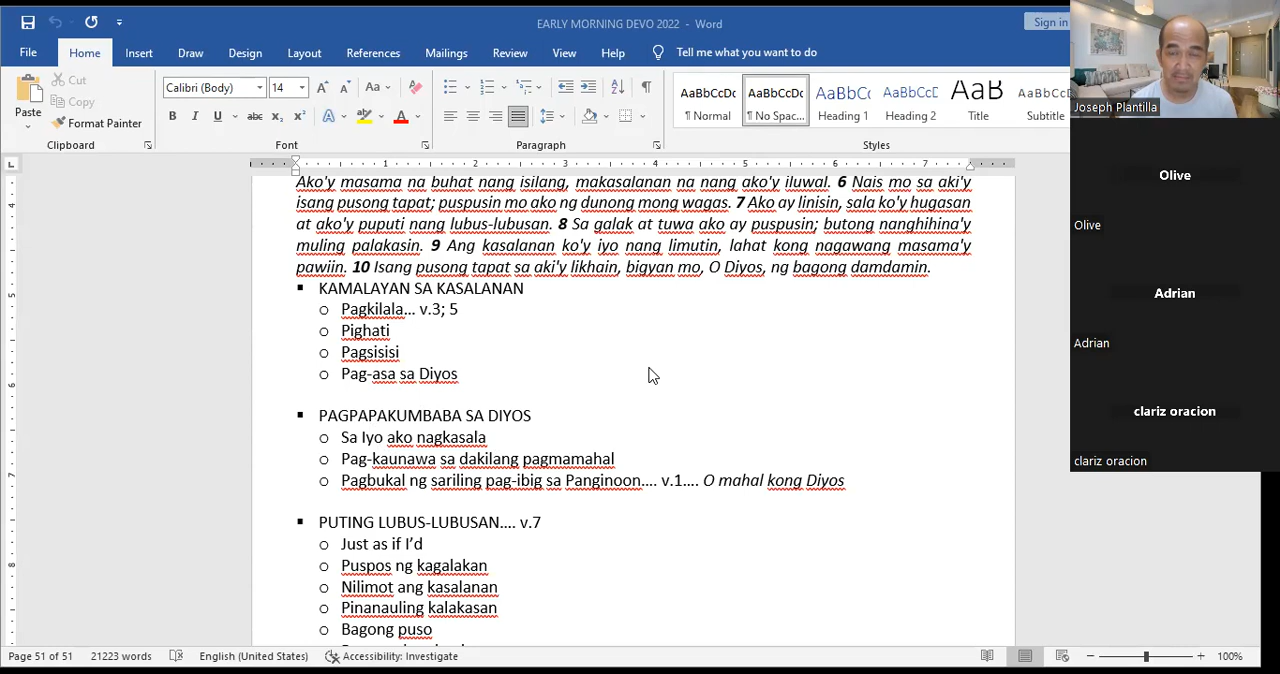 EARLY MORNING DEVO 2022 - Word
Sign in
File Home Insert Draw Design Layout References Mailings Review View Help Tell me what you want to do
Paste
Cut
Copy
Format Painter
Clipboard
Calibri (Body) 14
Font
Paragraph
AaBbCcDc AaBbCcDc AaBbCc AaBbCcD AaB AaBbCcD
¶ Normal ¶ No Spac... Heading 1 Heading 2 Title Subtitle
Styles
1 2 3 4 5 6 7
Ako'y masama na buhat nang isilang, makasalanan na nang ako'y iluwal. 6 Nais mo sa aki'y
isang pusong tapat; puspusin mo ako ng dunong mong wagas. 7 Ako ay linisin, sala ko'y hugasan
at ako'y puputi nang lubus-lubusan. 8 Sa galak at tuwa ako ay puspusin; butong nanghihina'y
muling palakasin. 9 Ang kasalanan ko'y iyo nang limutin, lahat kong nagawang masama'y
pawiin. 10 Isang pusong tapat sa aki'y likhain, bigyan mo, O Diyos, ng bagong damdamin.
▪ KAMALAYAN SA KASALANAN
o Pagkilala… v.3; 5
o Pighati
o Pagsisisi
o Pag-asa sa Diyos
▪ PAGPAPAKUMBABA SA DIYOS
o Sa Iyo ako nagkasala
o Pag-kaunawa sa dakilang pagmamahal
o Pagbukal ng sariling pag-ibig sa Panginoon…. v.1…. O mahal kong Diyos
▪ PUTING LUBUS-LUBUSAN…. v.7
o Just as if I'd
o Puspos ng kagalakan
o Nilimot ang kasalanan
o Pinanauling kalakasan
o Bagong puso
Page 51 of 51 21223 words English (United States) Accessibility: Investigate 100%
Joseph Plantilla
Olive
Olive
Adrian
Adrian
clariz oracion
clariz oracion